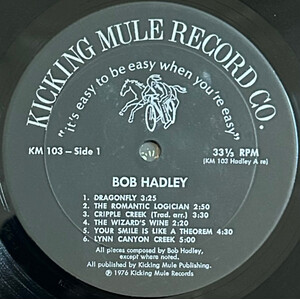 KICKING MULE RECORD CO.
"it's easy to be easy when you're easy"
KM 103 – Side 1
33⅓ RPM
(KM 103 Hadley A re)
BOB HADLEY
1. DRAGONFLY 3:25
2. THE ROMANTIC LOGICIAN 2:50
3. CRIPPLE CREEK (Trad. arr.) 3:30
4. THE WIZARD'S WINE 2:20
5. YOUR SMILE IS LIKE A THEOREM 4:30
6. LYNN CANYON CREEK 5:00
All pieces composed by Bob Hadley,
except where noted.
All published by Kicking Mule Publishing.
Ⓟ 1976 Kicking Mule Records